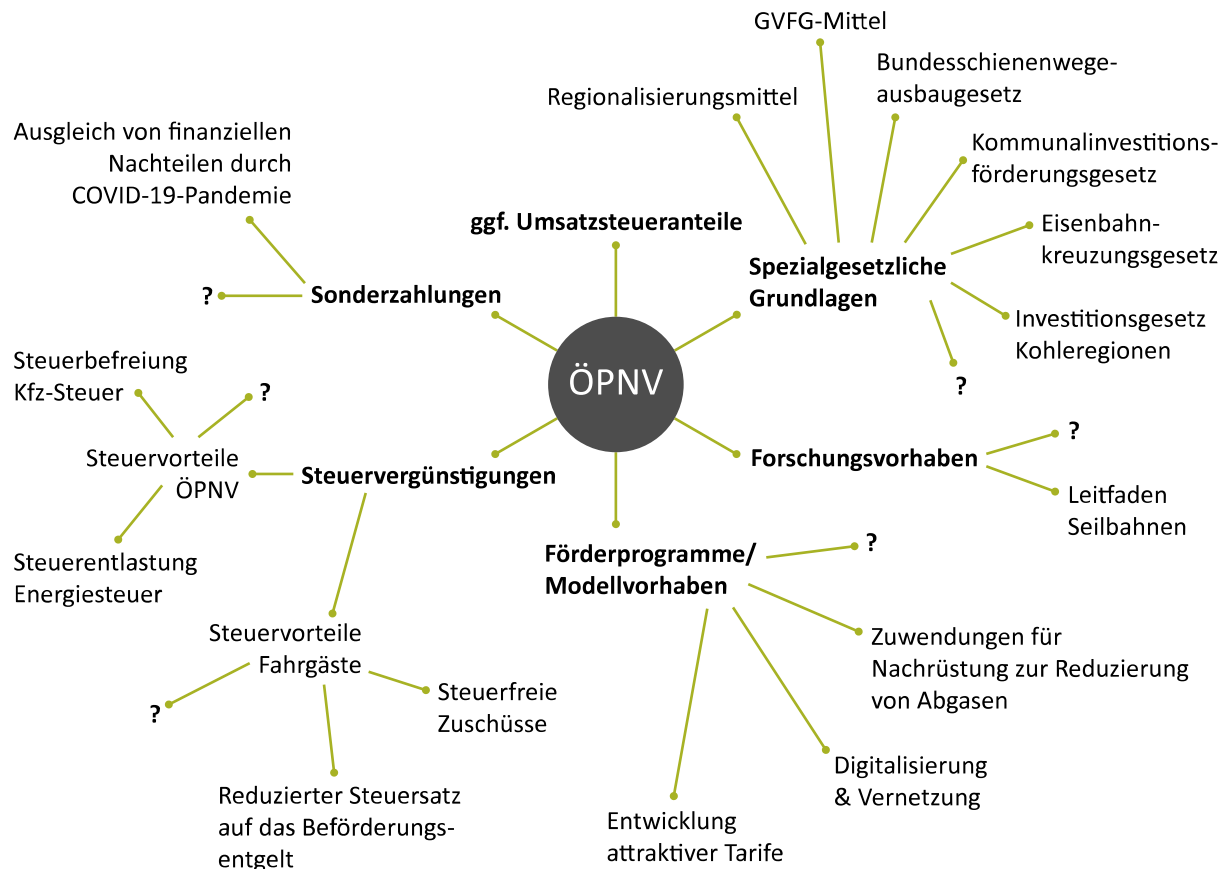 GVFG-Mittel
Bundesschienenwege-
ausbaugesetz
Regionalisierungsmittel
Kommunalinvestitions-
förderungsgesetz
Ausgleich von finanziellen
Nachteilen durch
COVID-19-Pandemie
ggf. Umsatzsteueranteile
Eisenbahn-
kreuzungsgesetz
Spezialgesetzliche
Grundlagen
?
Sonderzahlungen
Investitionsgesetz
Kohleregionen
?
ÖPNV
Steuerbefreiung
Kfz-Steuer
?
Steuervorteile
ÖPNV
Steuervergünstigungen
Forschungsvorhaben
?
Leitfaden
Seilbahnen
Steuerentlastung
Energiesteuer
Förderprogramme/
Modellvorhaben
?
Steuervorteile
Fahrgäste
Zuwendungen für
Nachrüstung zur Reduzierung
von Abgasen
?
Steuerfreie
Zuschüsse
Digitalisierung
& Vernetzung
Reduzierter Steuersatz
auf das Beförderungs-
entgelt
Entwicklung
attraktiver Tarife